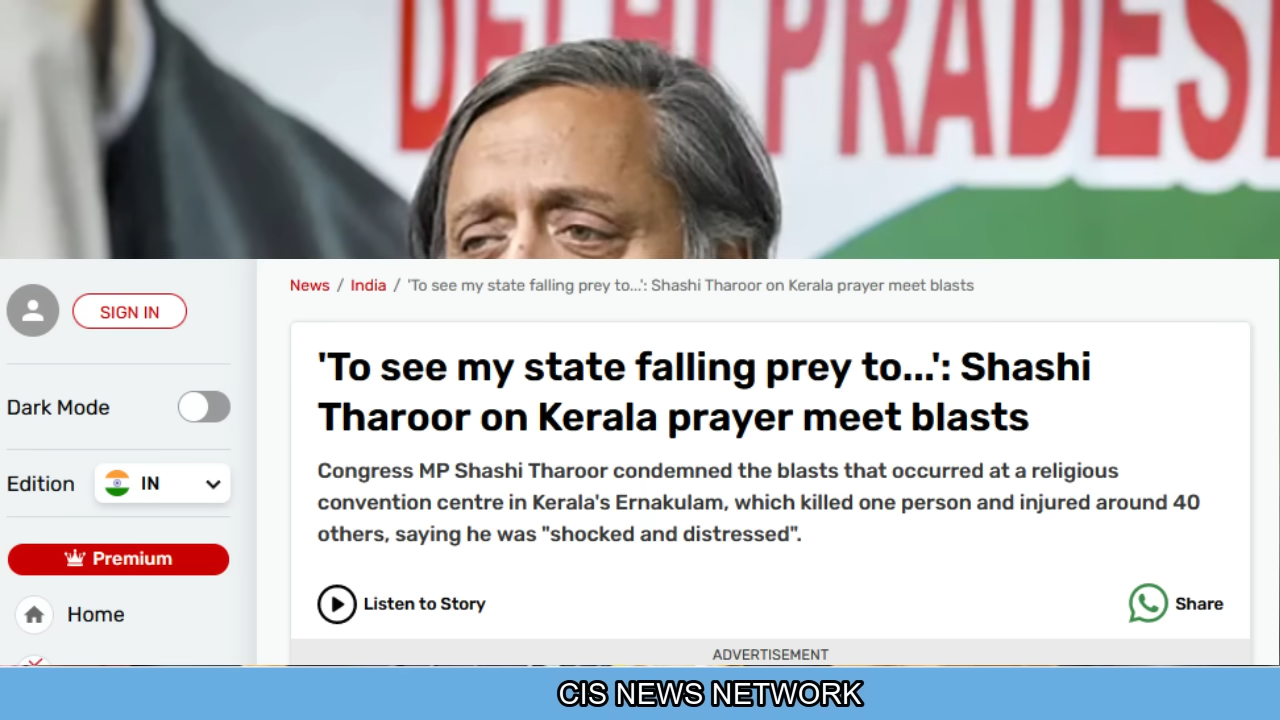 DELHI PRADES
News / India / 'To see my state falling prey to...': Shashi Tharoor on Kerala prayer meet blasts
SIGN IN
'To see my state falling prey to...': Shashi
Tharoor on Kerala prayer meet blasts
Dark Mode
Congress MP Shashi Tharoor condemned the blasts that occurred at a religious
Edition IN
convention centre in Kerala's Ernakulam, which killed one person and injured around 40
others, saying he was "shocked and distressed".
Premium
Listen to Story
Share
Home
ADVERTISEMENT
CIS NEWS NETWORK